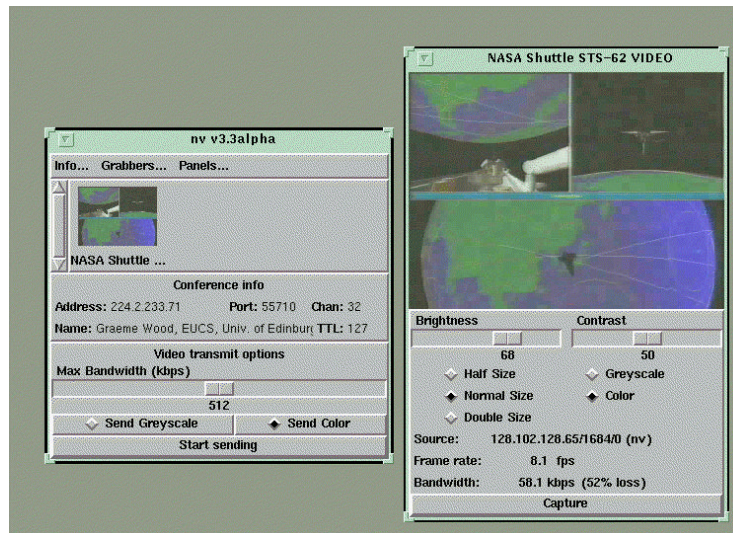 nv v3.3alpha
Info... Grabbers... Panels...
NASA Shuttle ...
Conference info
Address: 224.2.233.71 Port: 55710 Chan: 32
Name: Graeme Wood, EUCS, Univ. of Edinburg TTL: 127
Video transmit options
Max Bandwidth (kbps)
512
Send Greyscale Send Color
Start sending
NASA Shuttle STS-62 VIDEO
Brightness Contrast
68 50
Half Size Greyscale
Normal Size Color
Double Size
Source: 128.102.128.65/1684/0 (nv)
Frame rate: 8.1 fps
Bandwidth: 58.1 kbps (52% loss)
Capture